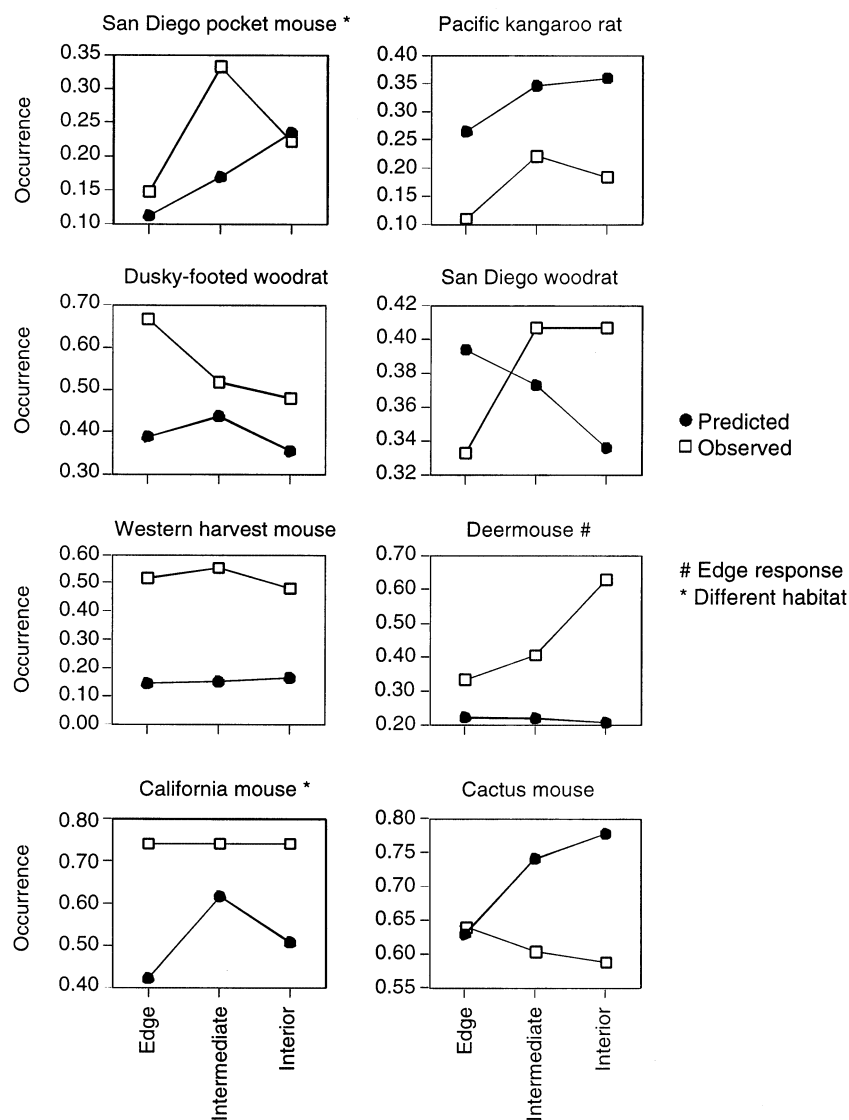 San Diego pocket mouse *
Pacific kangaroo rat
Occurrence
0.35
0.30
0.25
0.20
0.15
0.10
0.40
0.35
0.30
0.25
0.20
0.15
0.10
Dusky-footed woodrat
San Diego woodrat
Occurrence
0.70
0.60
0.50
0.40
0.30
0.42
0.40
0.38
0.36
0.34
0.32
Predicted
Observed
Western harvest mouse
Deermouse #
Occurrence
0.60
0.50
0.40
0.30
0.20
0.10
0.00
0.70
0.60
0.50
0.40
0.30
0.20
# Edge response
* Different habitat
California mouse *
Cactus mouse
Occurrence
0.80
0.70
0.60
0.50
0.40
0.80
0.75
0.70
0.65
0.60
0.55
Edge
Intermediate
Interior
Edge
Intermediate
Interior